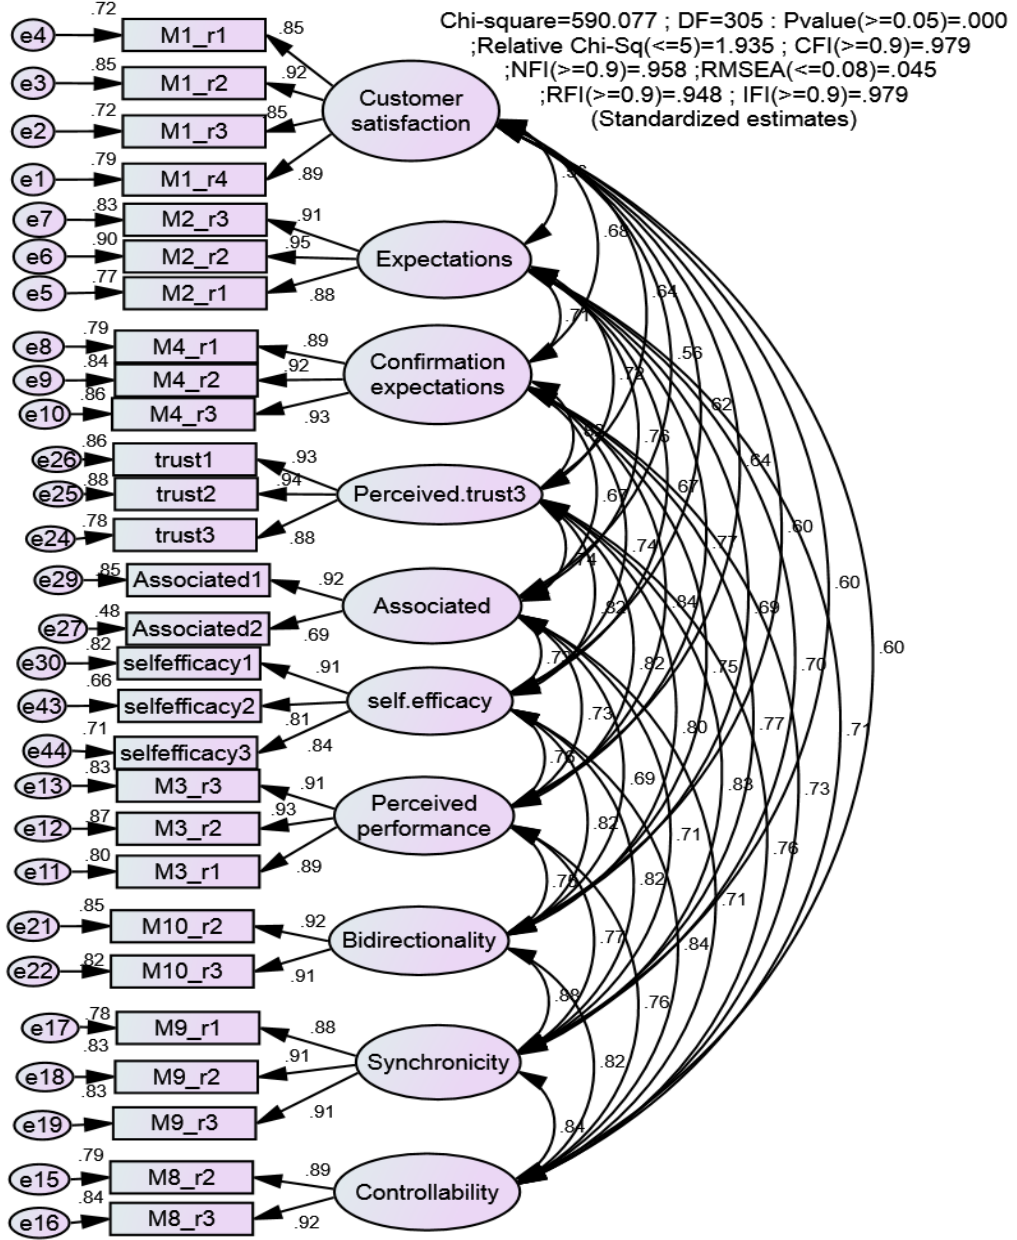 Chi-square=590.077 ; DF=305 : Pvalue(>=0.05)=.000
;Relative Chi-Sq(<=5)=1.935 ; CFI(>=0.9)=.979
;NFI(>=0.9)=.958 ;RMSEA(<=0.08)=.045
;RFI(>=0.9)=.948 ; IFI(>=0.9)=.979
(Standardized estimates)
e4 .72 M1_r1 .85
e3 .85 M1_r2 .92
e2 .72 M1_r3 .85
e1 .79 M1_r4 .89
Customer
satisfaction
e7 .83 M2_r3 .91
e6 .90 M2_r2 .95
e5 .77 M2_r1 .88
Expectations
e8 .79 M4_r1 .89
e9 .84 M4_r2 .92
e10 .86 M4_r3 .93
Confirmation
expectations
e26 .86 trust1 .93
e25 .88 trust2 .94
e24 .78 trust3 .88
Perceived.trust3
e29 .85 Associated1 .92
e27 .48 Associated2 .69
Associated
e30 .82 selfefficacy1 .91
e43 .66 selfefficacy2 .81
e44 .71 selfefficacy3 .84
self.efficacy
e13 .83 M3_r3 .91
e12 .87 M3_r2 .93
e11 .80 M3_r1 .89
Perceived
performance
e21 .85 M10_r2 .92
e22 .82 M10_r3 .91
Bidirectionality
e17 .78 M9_r1 .88
e18 .83 M9_r2 .91
e19 .83 M9_r3 .91
Synchronicity
e15 .79 M8_r2 .89
e16 .84 M8_r3 .92
Controllability
.68
.64
.56
.62
.64
.60
.60
.60
.71
.72
.76
.67
.77
.69
.70
.71
.67
.74
.84
.75
.77
.73
.74
.82
.82
.80
.83
.76
.73
.69
.71
.71
.82
.82
.84
.77
.76
.88
.82
.84